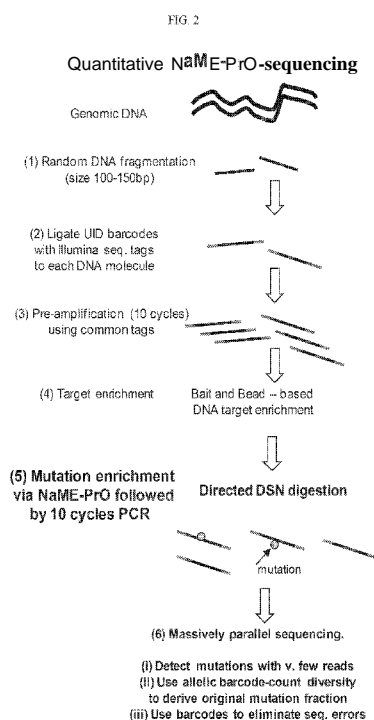 FIG. 2
Quantitative NaME-PrO-sequencing
Genomic DNA
(1) Random DNA fragmentation
(size 100-150bp)
(2) Ligate UID barcodes
with Illumina seq. tags
to each DNA molecule
(3) Pre-amplification (10 cycles)
using common tags
(4) Target enrichment
Bait and Bead – based
DNA target enrichment
(5) Mutation enrichment
via NaME-PrO followed
by 10 cycles PCR
Directed DSN digestion
mutation
(6) Massively parallel sequencing.
(i) Detect mutations with v. few reads
(ii) Use allelic barcode-count diversity
to derive original mutation fraction
(iii) Use barcodes to eliminate seq. errors